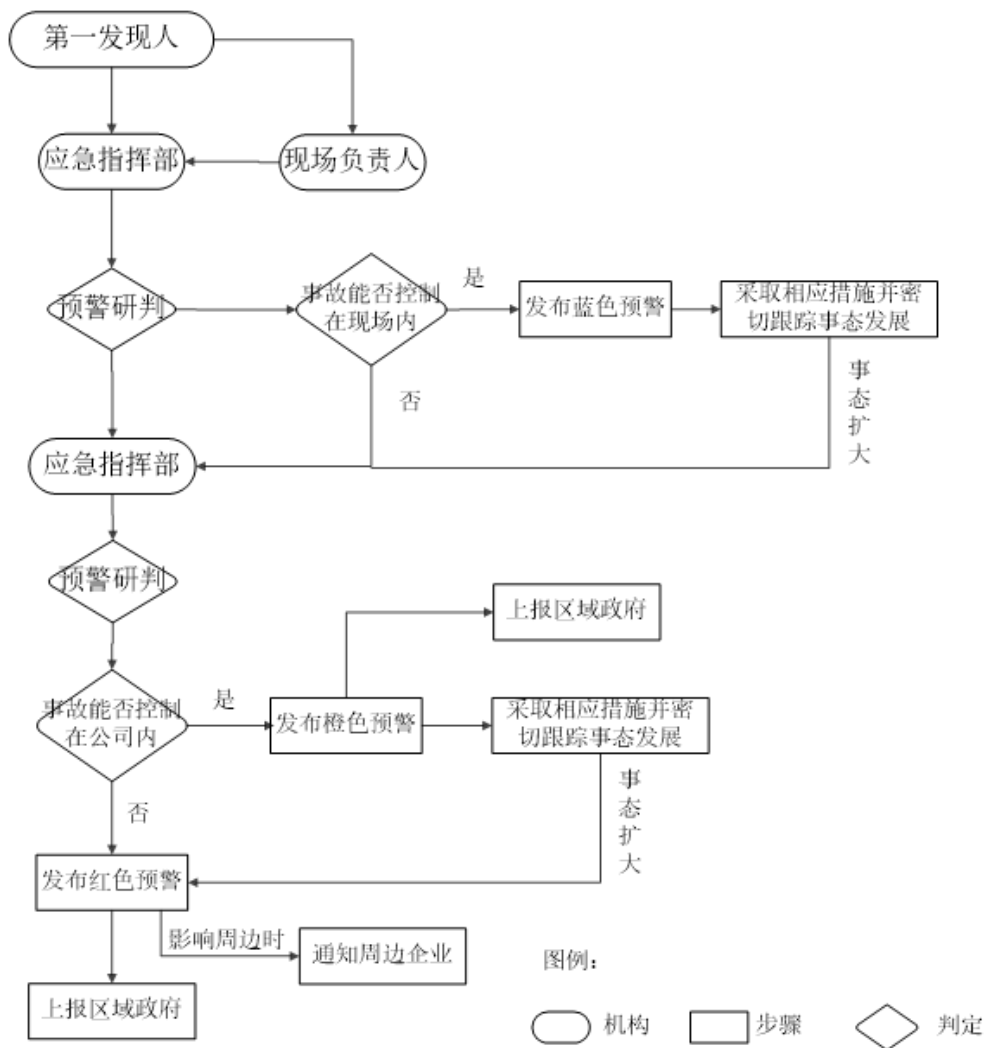 第一发现人
应急指挥部
现场负责人
预警研判
事故能否控制
在现场内
是
发布蓝色预警
采取相应措施并密
切跟踪事态发展
否
事态扩大
应急指挥部
预警研判
上报区域政府
事故能否控制
在公司内
是
发布橙色预警
采取相应措施并密
切跟踪事态发展
否
事态扩大
发布红色预警
影响周边时
通知周边企业
上报区域政府
图例：
机构
步骤
判定